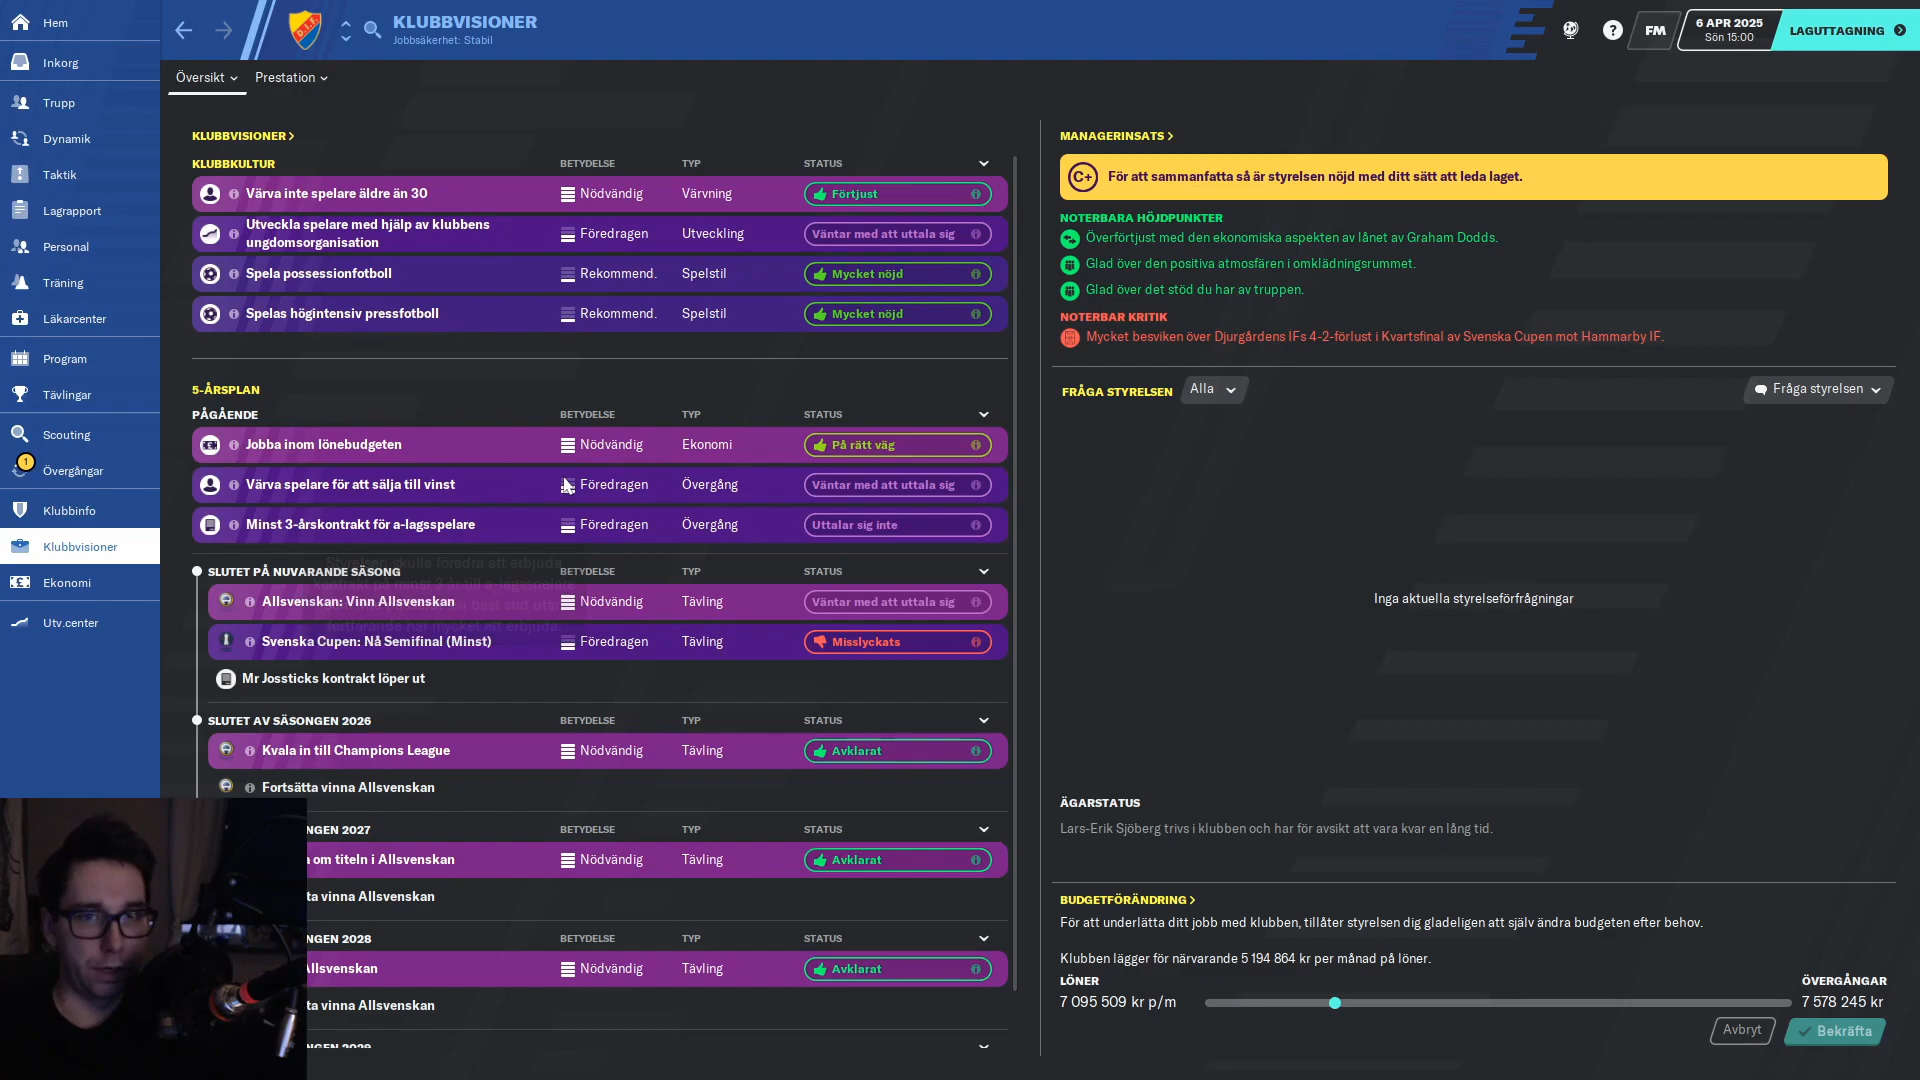 Hem
Inkorg
Trupp
Dynamik
Taktik
Lagrapport
Personal
Träning
Läkarcenter
Program
Tävlingar
Scouting
1
Övergångar
Klubbinfo
Klubbvisioner
Ekonomi
Utv.center
D.I.F.
KLUBBVISIONER
Jobbsäkerhet: Stabil
?
FM
6 APR 2025
Sön 15:00
LAGUTTAGNING
Översikt
Prestation
KLUBBVISIONER
KLUBBKULTUR BETYDELSE TYP STATUS
Värva inte spelare äldre än 30 Nödvändig Värvning Förtjust
Utveckla spelare med hjälp av klubbens
ungdomsorganisation Föredragen Utveckling Väntar med att uttala sig
Spela possessionfotboll Rekommend. Spelstil Mycket nöjd
Spelas högintensiv pressfotboll Rekommend. Spelstil Mycket nöjd
5-ÅRSPLAN
PÅGÅENDE BETYDELSE TYP STATUS
Jobba inom lönebudgeten Nödvändig Ekonomi På rätt väg
Värva spelare för att sälja till vinst Föredragen Övergång Väntar med att uttala sig
Minst 3-årskontrakt för a-lagsspelare Föredragen Övergång Uttalar sig inte
SLUTET PÅ NUVARANDE SÄSONG BETYDELSE TYP STATUS
Allsvenskan: Vinn Allsvenskan Nödvändig Tävling Väntar med att uttala sig
Svenska Cupen: Nå Semifinal (Minst) Föredragen Tävling Misslyckats
Mr Jossticks kontrakt löper ut
SLUTET AV SÄSONGEN 2026 BETYDELSE TYP STATUS
Kvala in till Champions League Nödvändig Tävling Avklarat
Fortsätta vinna Allsvenskan
NGEN 2027 BETYDELSE TYP STATUS
a om titeln i Allsvenskan Nödvändig Tävling Avklarat
ta vinna Allsvenskan
NGEN 2028 BETYDELSE TYP STATUS
Allsvenskan Nödvändig Tävling Avklarat
ta vinna Allsvenskan
NGEN 2029
MANAGERINSATS
C+ För att sammanfatta så är styrelsen nöjd med ditt sätt att leda laget.
NOTERBARA HÖJDPUNKTER
Överförtjust med den ekonomiska aspekten av lånet av Graham Dodds.
Glad över den positiva atmosfären i omklädningsrummet.
Glad över det stöd du har av truppen.
NOTERBAR KRITIK
Mycket besviken över Djurgårdens IFs 4-2-förlust i Kvartsfinal av Svenska Cupen mot Hammarby IF.
FRÅGA STYRELSEN Alla Fråga styrelsen
Inga aktuella styrelseförfrågningar
ÄGARSTATUS
Lars-Erik Sjöberg trivs i klubben och har för avsikt att vara kvar en lång tid.
BUDGETFÖRÄNDRING
För att underlätta ditt jobb med klubben, tillåter styrelsen dig gladeligen att själv ändra budgeten efter behov.
Klubben lägger för närvarande 5 194 864 kr per månad på löner.
LÖNER ÖVERGÅNGAR
7 095 509 kr p/m 7 578 245 kr
Avbryt Bekräfta